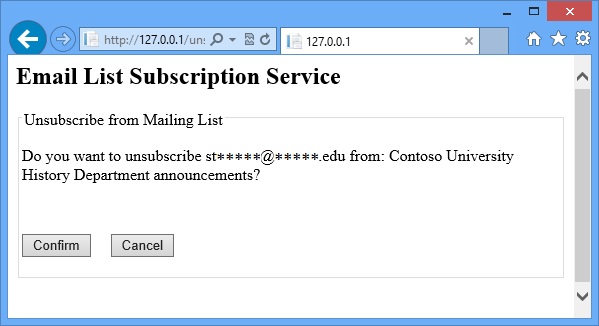 http://127.0.0.1/uns
127.0.0.1
Email List Subscription Service
Unsubscribe from Mailing List
Do you want to unsubscribe st*****@*****.edu from: Contoso University
History Department announcements?
Confirm
Cancel